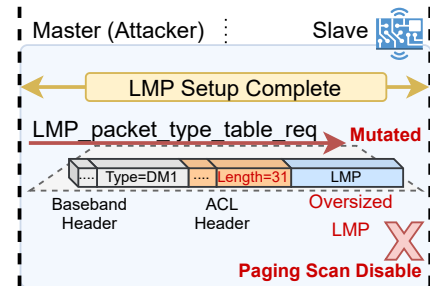 Master (Attacker) Slave
LMP Setup Complete
LMP_packet_type_table_req Mutated
.... Type=DM1 .... Length=31 LMP
Baseband Header
ACL Header
Oversized LMP
Paging Scan Disable